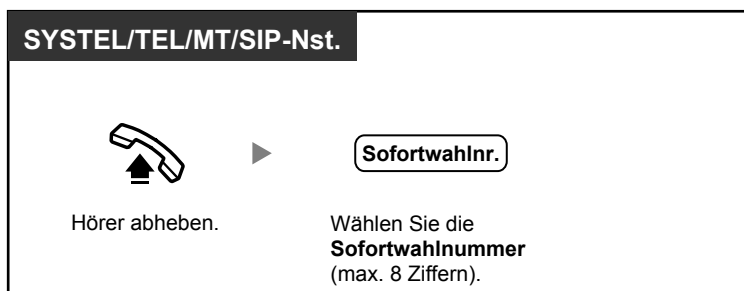 SYSTEL/TEL/MT/SIP-Nst.
Sofortwahlnr.
Hörer abheben.
Wählen Sie die
Sofortwahlnummer
(max. 8 Ziffern).